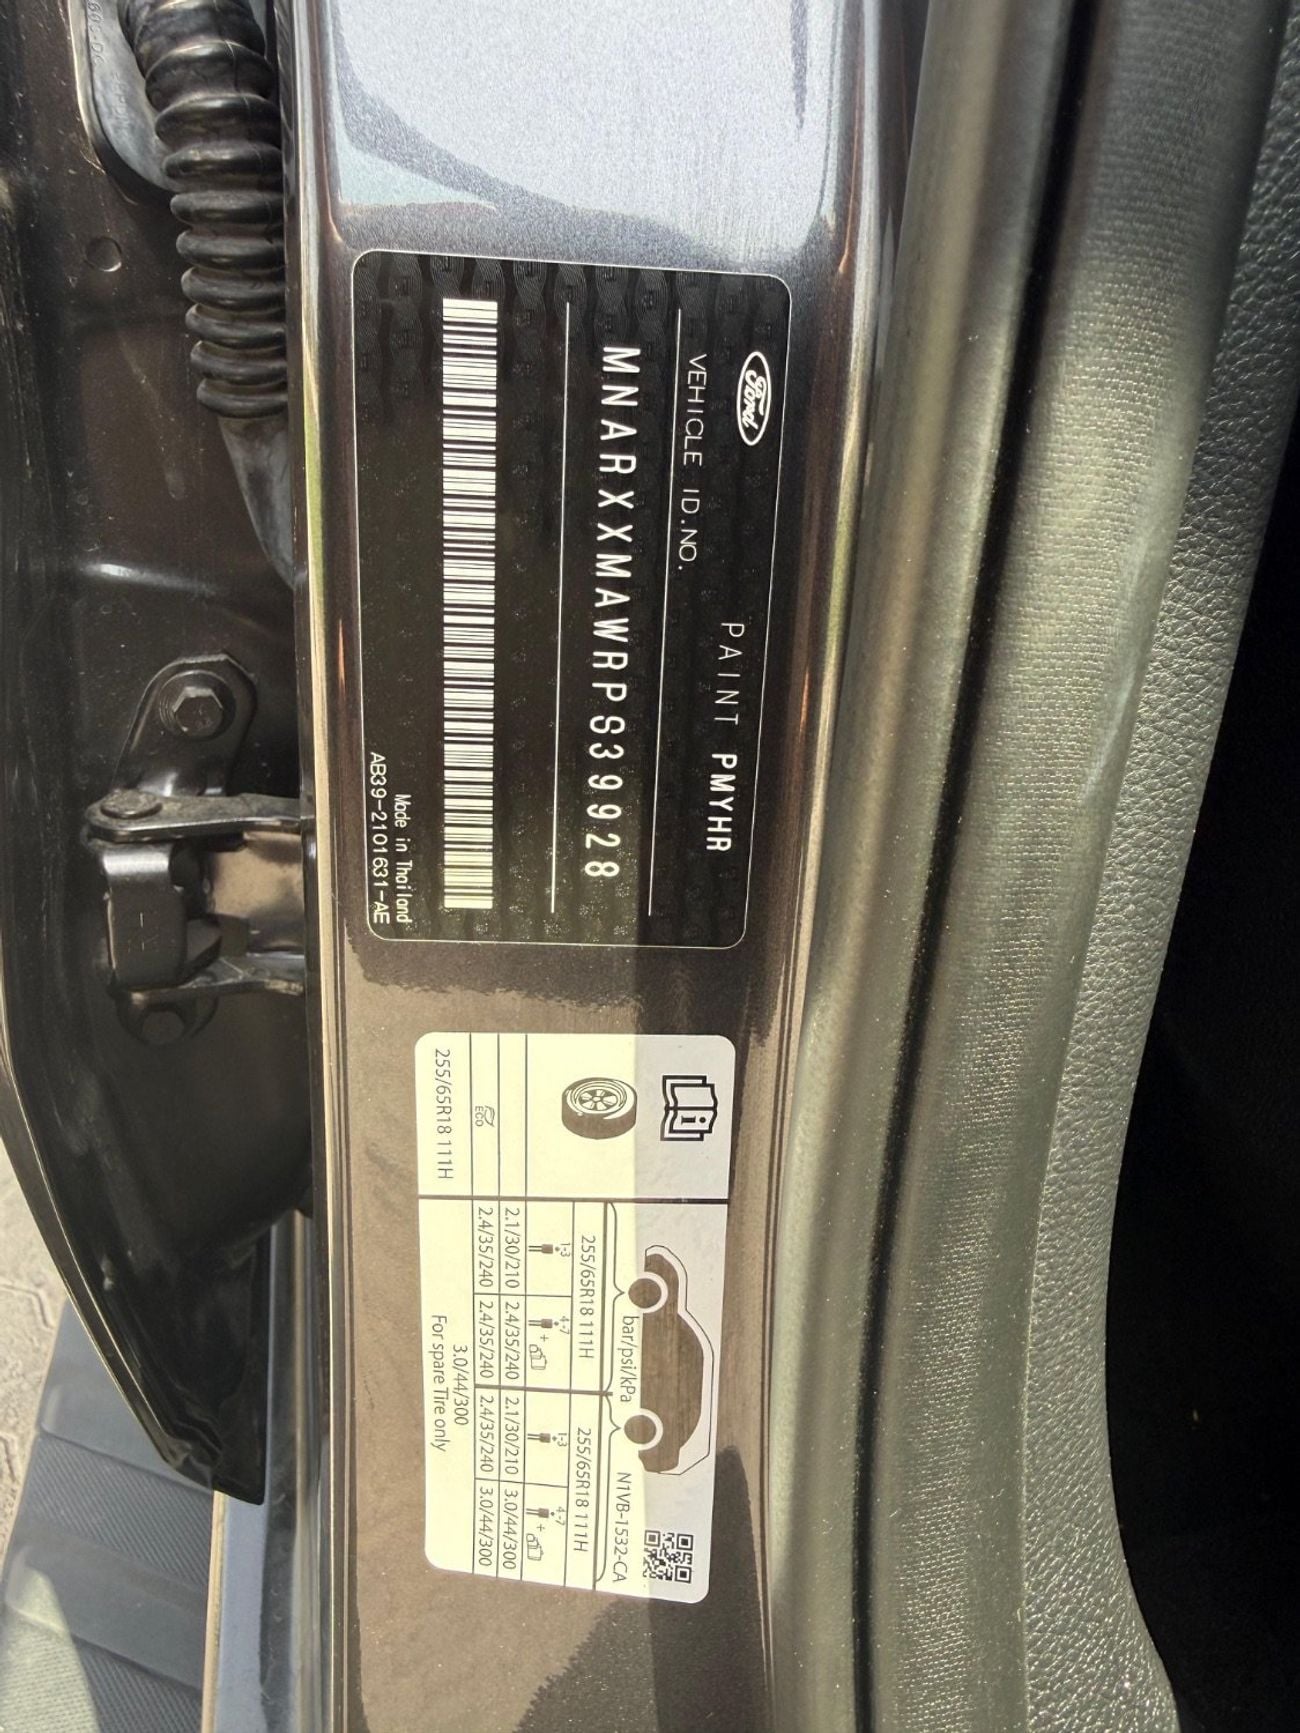 Ford
PAINT PMYHR
VEHICLE ID.NO.
MNARXXMAWRPS39928
Made in Thailand
AB39-2101631-AE
i
N1VB-1532-CA
bar/psi/kPa
255/65R18 111H 255/65R18 111H
1-3 4-7 1-3 4-7
+ +
2.1/30/210 2.4/35/240 2.1/30/210 3.0/44/300
ECO 2.4/35/240 2.4/35/240 2.4/35/240 3.0/44/300
255/65R18 111H 3.0/44/300
For spare Tire only